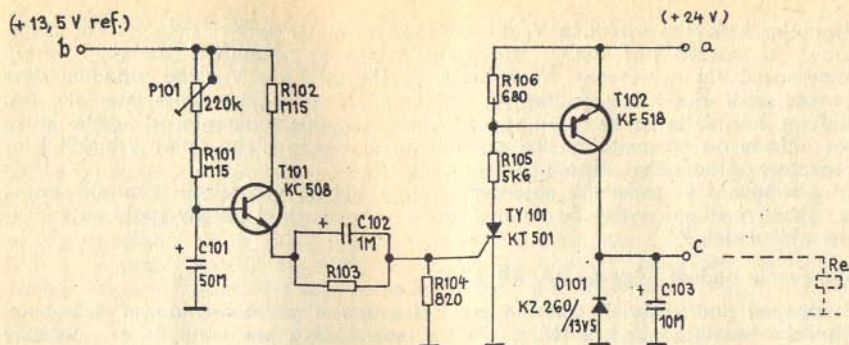 (+13,5 V ref.)
b
P101
220k
R102
M15
R101
M15
T101
KC 508
C101
50M
+
C102
1M
+
R103
R104
820
(+24 V)
a
R106
680
T102
KF 518
R105
5k6
TY 101
KT 501
c
D101
KZ 260/13V5
+
C103
10M
Re